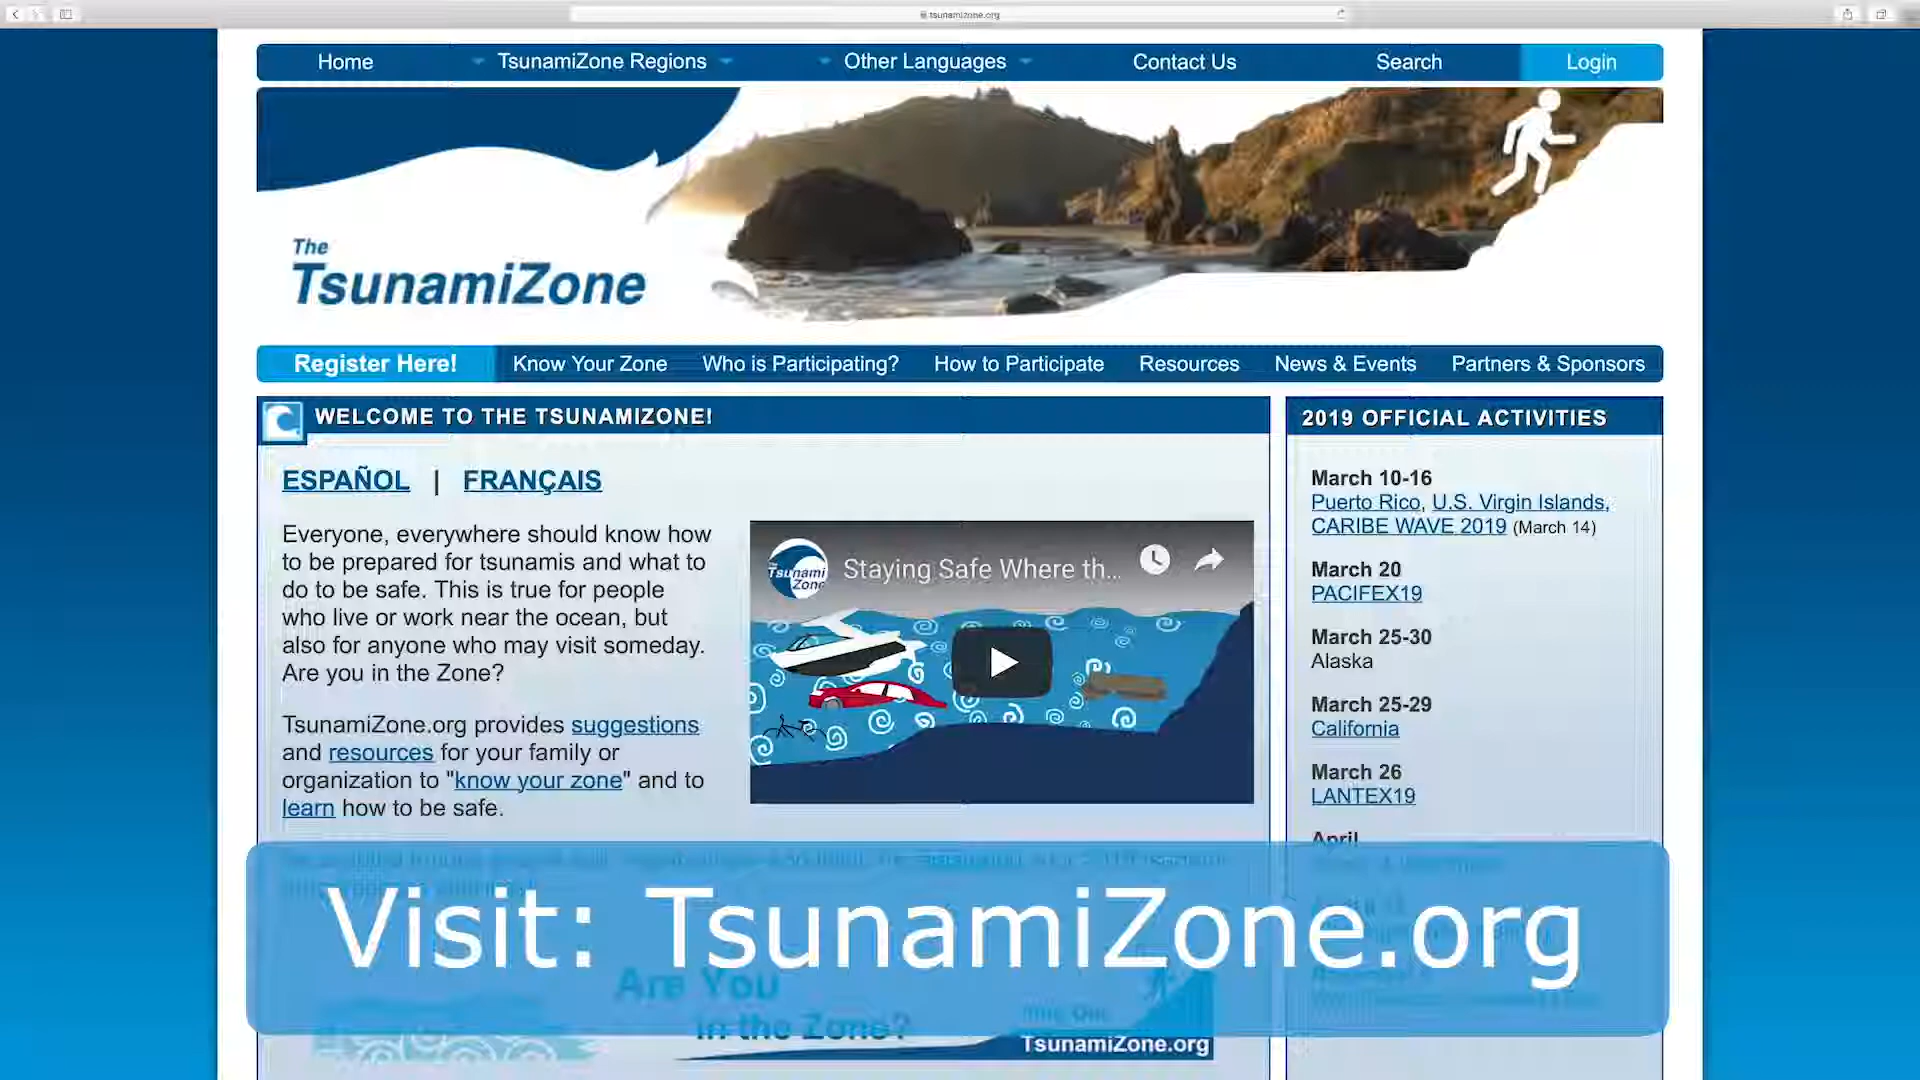 tsunamizone.org
Home TsunamiZone Regions Other Languages Contact Us Search Login
The
TsunamiZone
Register Here! Know Your Zone Who is Participating? How to Participate Resources News & Events Partners & Sponsors
WELCOME TO THE TSUNAMIZONE!
ESPAÑOL | FRANÇAIS
Everyone, everywhere should know how
to be prepared for tsunamis and what to
do to be safe. This is true for people
who live or work near the ocean, but
also for anyone who may visit someday.
Are you in the Zone?
TsunamiZone.org provides suggestions
and resources for your family or
organization to "know your zone" and to
learn how to be safe.
Tsunami
Zone
Staying Safe Where th...
2019 OFFICIAL ACTIVITIES
March 10-16
Puerto Rico, U.S. Virgin Islands,
CARIBE WAVE 2019 (March 14)
March 20
PACIFEX19
March 25-30
Alaska
March 25-29
California
March 26
LANTEX19
April
Visit: TsunamiZone.org
Are You
in the Zone?
TsunamiZone.org